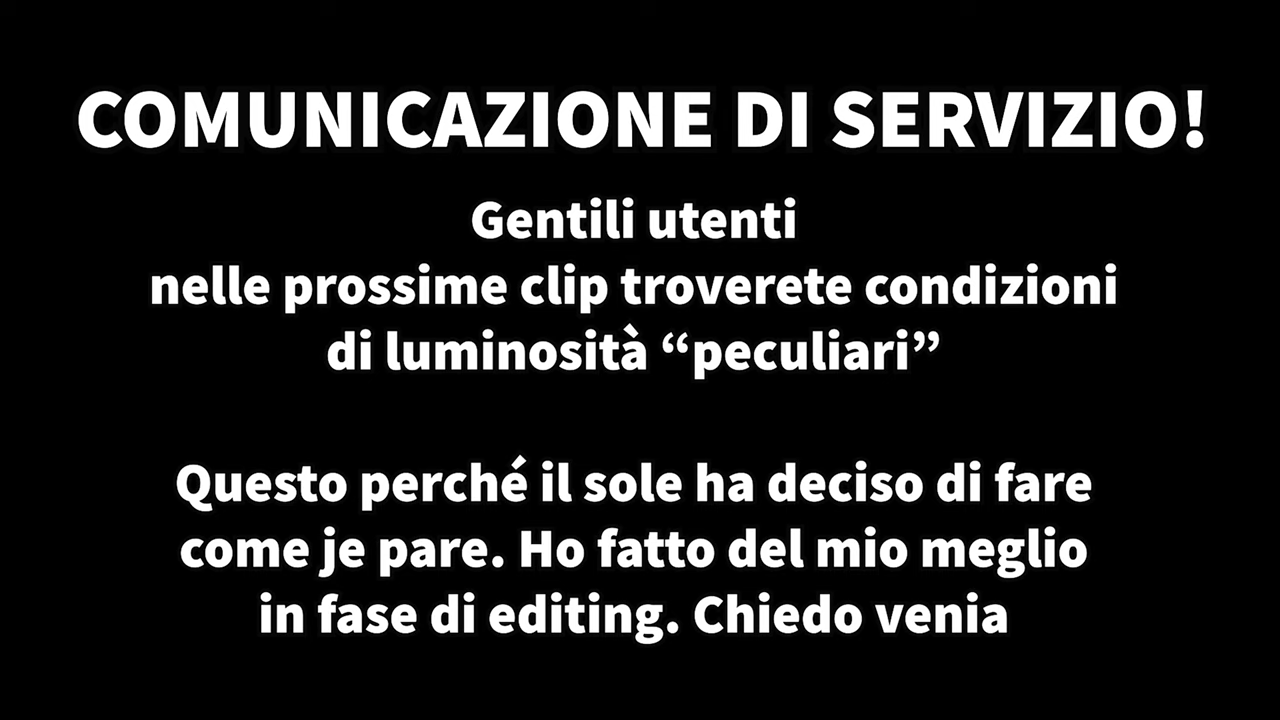 COMUNICAZIONE DI SERVIZIO!
Gentili utenti
nelle prossime clip troverete condizioni
di luminosità “peculiari”
Questo perché il sole ha deciso di fare
come je pare. Ho fatto del mio meglio
in fase di editing. Chiedo venia